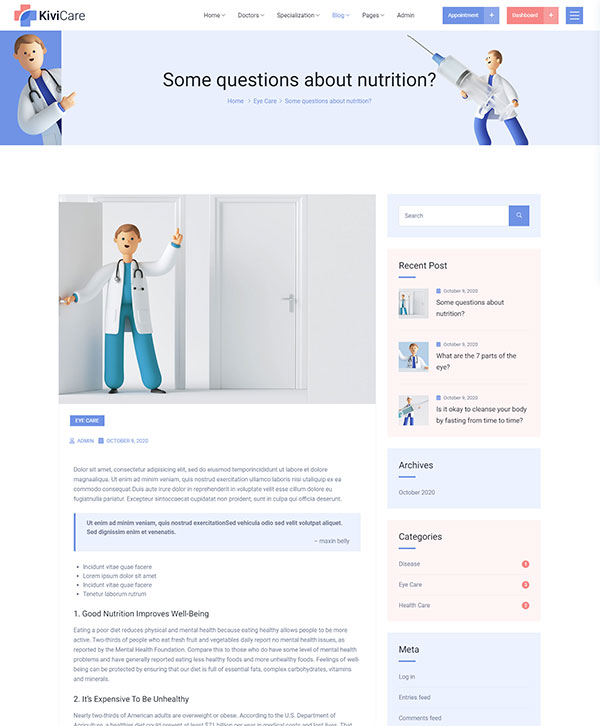 KiviCare
Home Doctors Specialization Blog Pages Admin
Appointment +
Dashboard +
Some questions about nutrition?
Home > Eye Care > Some questions about nutrition?
Search
Recent Post
October 9, 2020
Some questions about
nutrition?
October 9, 2020
What are the 7 parts of the
eye?
October 9, 2020
Is it okay to cleanse your body
by fasting from time to time?
EYE CARE
ADMIN OCTOBER 9, 2020
Dolor sit amet, consectetur adipisicing elit, sed do eiusmod temporincididunt ut labore et dolore
magnaaliqua. Ut enim ad minim veniam, quis nostrud exercitation ullamco laboris nisi utaliquip ex ea
commodo consequat.Duis aute irure dolor in reprehenderit in voluptate velit esse cillum dolore eu
fugiatnulla pariatur. Excepteur sintoccaecat cupidatat non proident, sunt in culpa qui officia deserunt.
Ut enim ad minim veniam, quis nostrud exercitationSed vehicula odio sed velit volutpat aliquet.
Sed dignissim enim et venenatis.
– maxin belly
Incidunt vitae quae facere
Lorem ipsum dolor sit amet
Incidunt vitae quae facere
Tenetur laborum rutrum
1. Good Nutrition Improves Well-Being
Eating a poor diet reduces physical and mental health because eating healthy allows people to be more
active. Two-thirds of people who eat fresh fruit and vegetables daily report no mental health issues, as
reported by the Mental Health Foundation. Compare this to those who do have some level of mental health
problems and have generally reported eating less healthy foods and more unhealthy foods. Feelings of well-
being can be protected by ensuring that our diet is full of essential fats, complex carbohydrates, vitamins
and minerals.
2. It's Expensive To Be Unhealthy
Nearly two-thirds of American adults are overweight or obese. According to the U.S. Department of
Agriculture, a healthier diet could prevent at least $71 billion per year in medical costs and lost lives. That
Archives
October 2020
Categories
Disease
Eye Care
Health Care
Meta
Log in
Entries feed
Comments feed